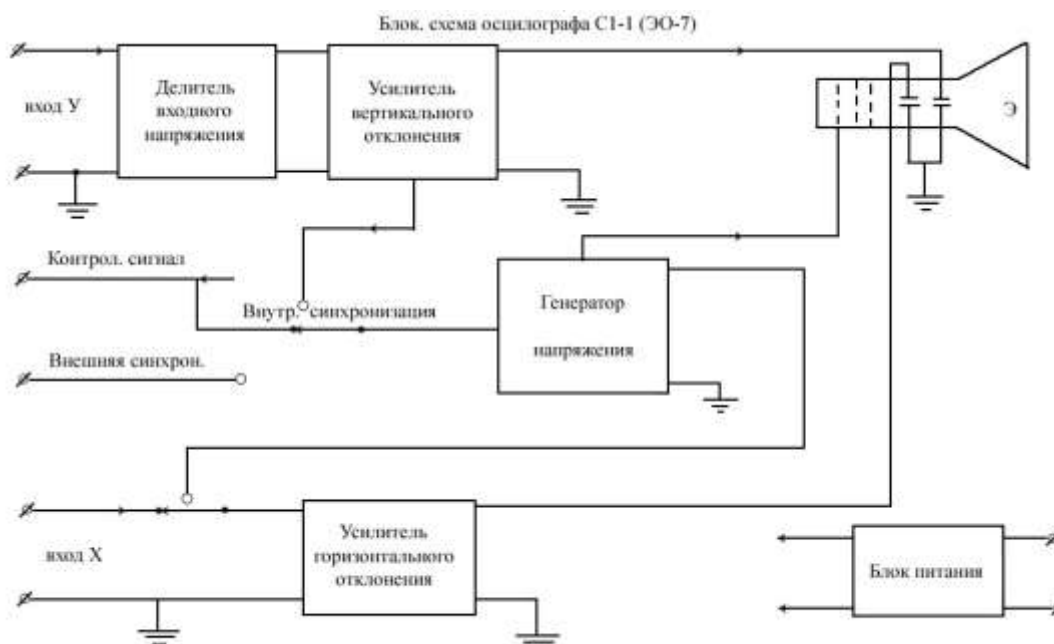 Блок. схема осцилографа С1-1 (ЭО-7)
вход У
Делитель
входного
напряжения
Усилитель
вертикального
отклонения
Э
Контрол. сигнал
Внутр. синхронизация
Генератор
напряжения
Внешняя синхрон.
вход Х
Усилитель
горизонтального
отклонения
Блок питания